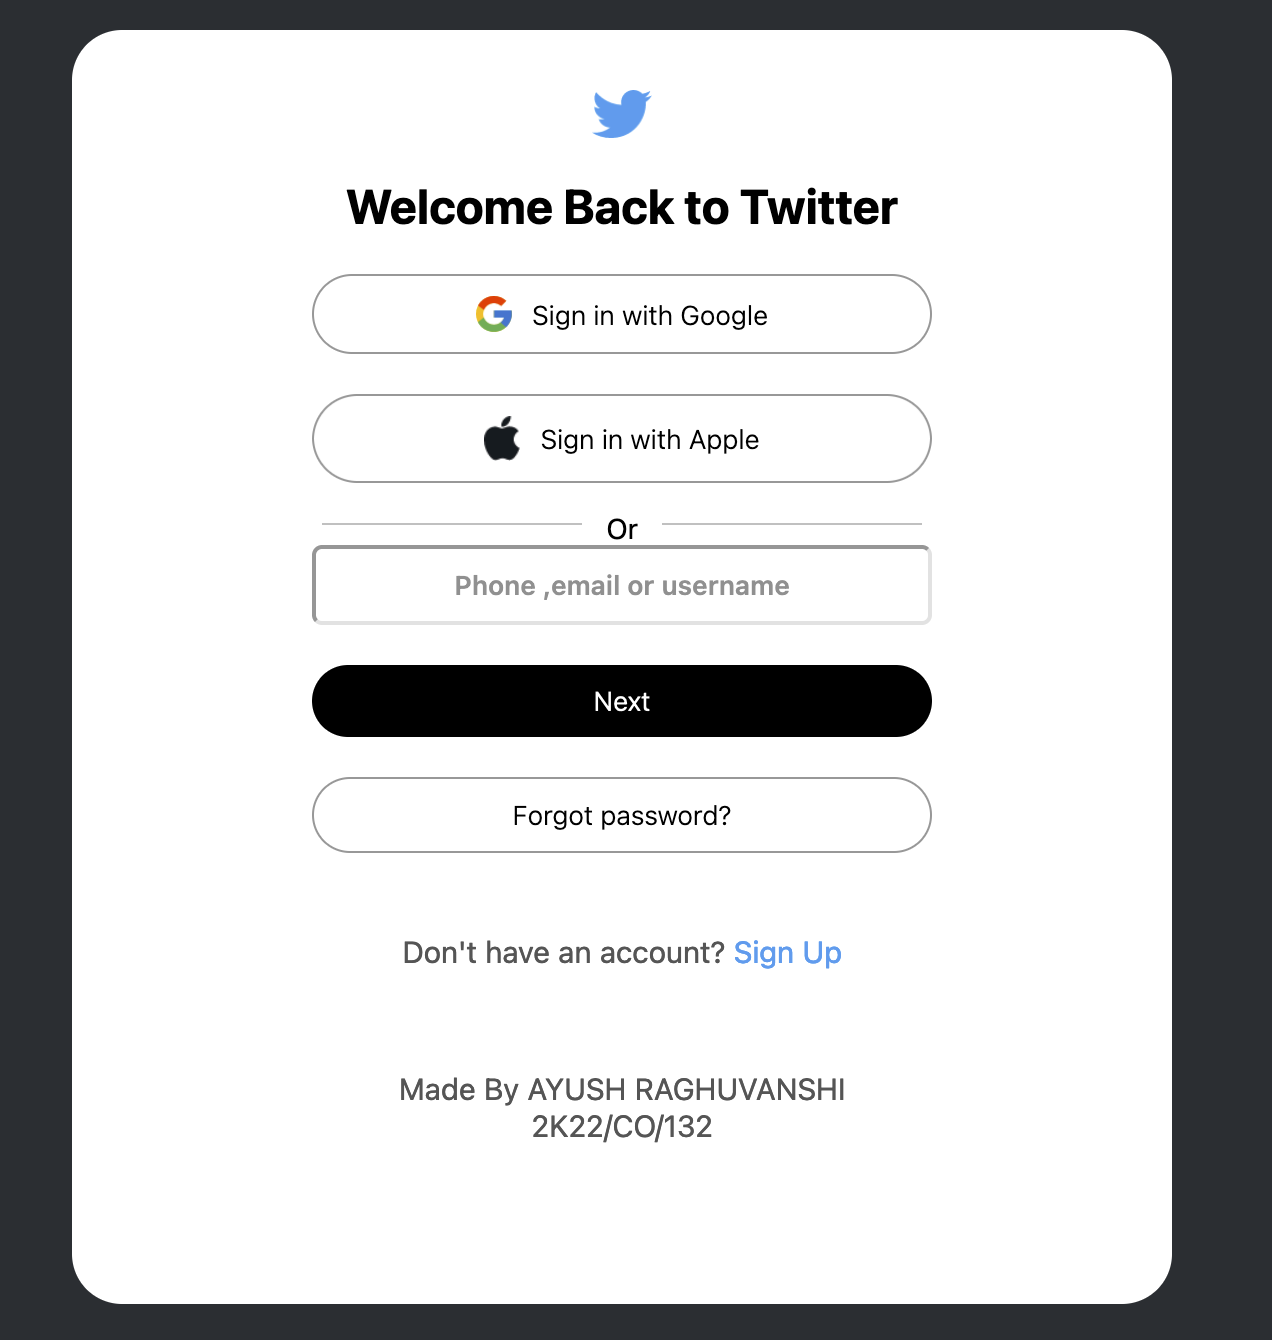 Welcome Back to Twitter
Sign in with Google
Sign in with Apple
Or
Phone ,email or username
Next
Forgot password?
Don't have an account? Sign Up
Made By AYUSH RAGHUVANSHI
2K22/CO/132